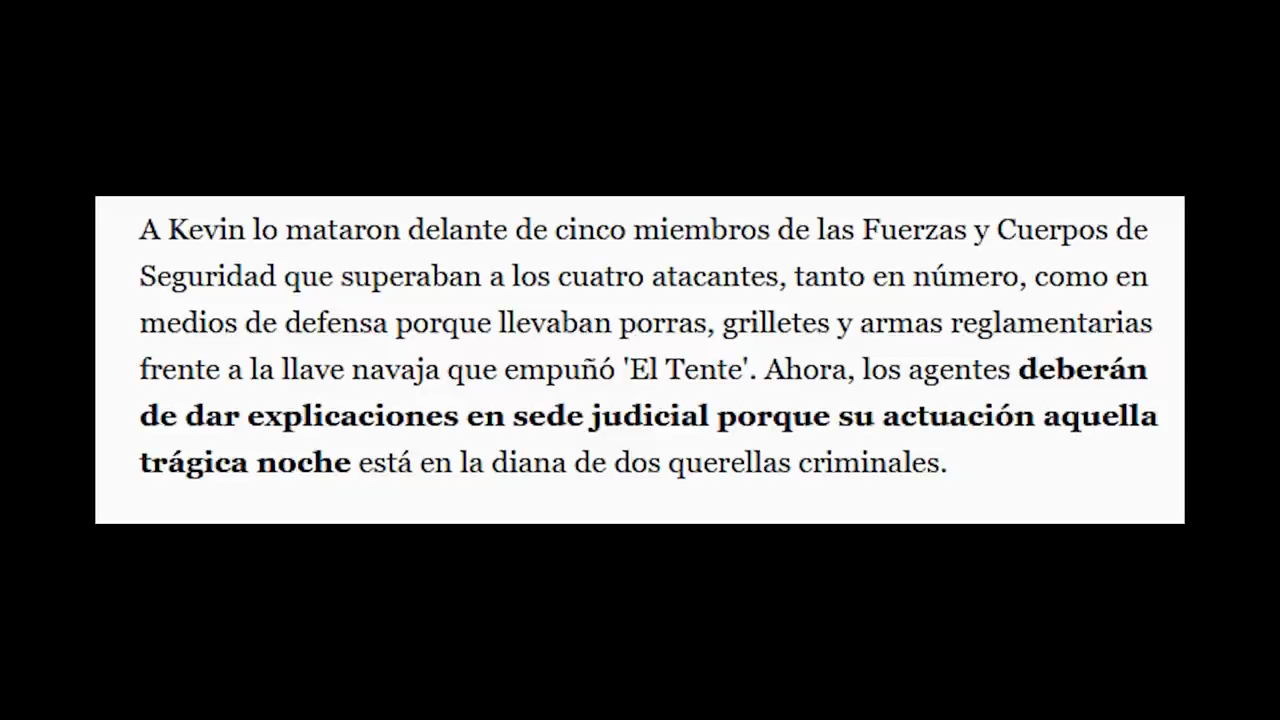 A Kevin lo mataron delante de cinco miembros de las Fuerzas y Cuerpos de
Seguridad que superaban a los cuatro atacantes, tanto en número, como en
medios de defensa porque llevaban porras, grilletes y armas reglamentarias
frente a la llave navaja que empuñó 'El Tente'. Ahora, los agentes deberán
de dar explicaciones en sede judicial porque su actuación aquella
trágica noche está en la diana de dos querellas criminales.